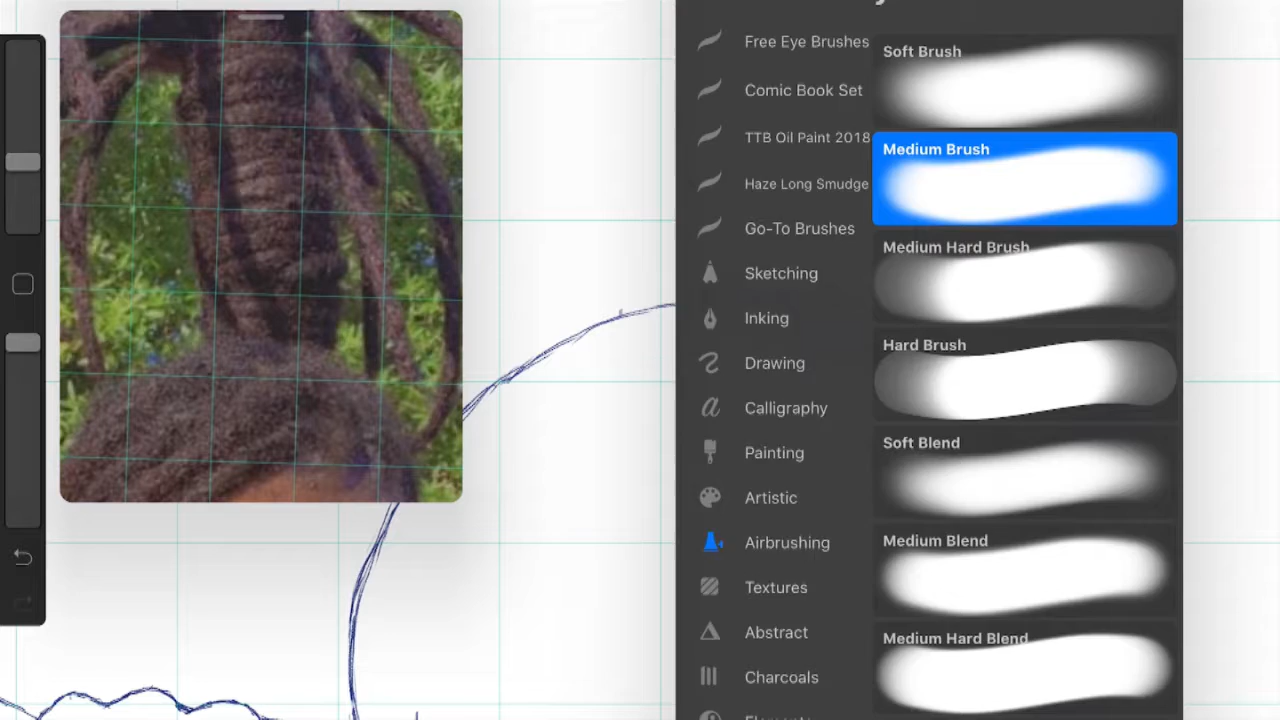 Free Eye Brushes
Comic Book Set
TTB Oil Paint 2018
Haze Long Smudge
Go-To Brushes
Sketching
Inking
Drawing
Calligraphy
Painting
Artistic
Airbrushing
Textures
Abstract
Charcoals
Soft Brush
Medium Brush
Medium Hard Brush
Hard Brush
Soft Blend
Medium Blend
Medium Hard Blend